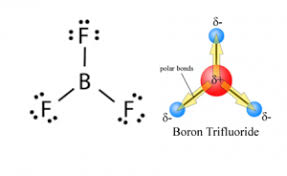 F
B
F
F
δ-
polar bonds
δ+
δ-
δ-
Boron Trifluoride